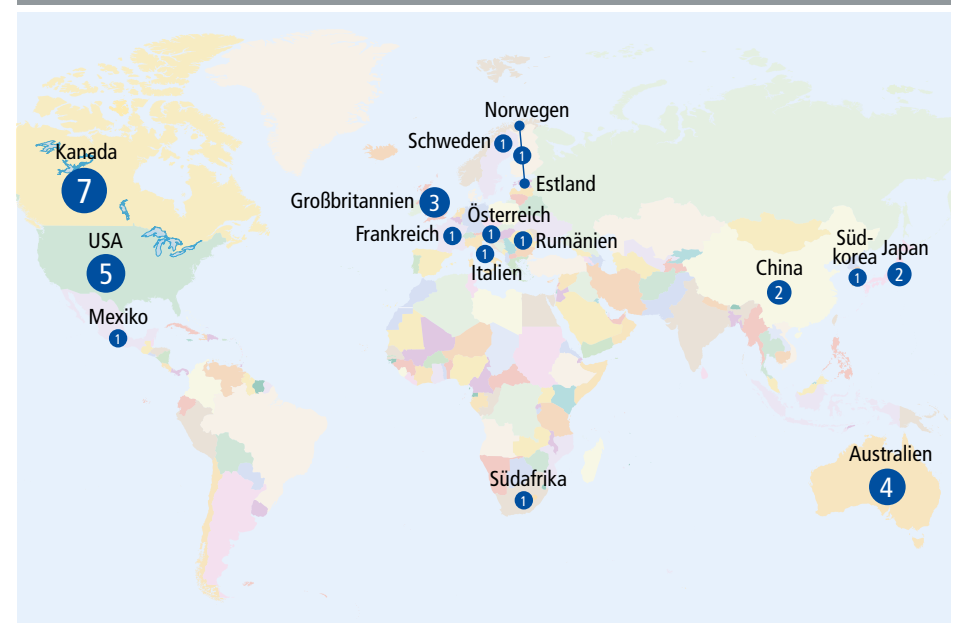 Norwegen
Schweden 1
1
Kanada
7
Estland
Großbritannien 3
Österreich
1
Frankreich 1
1 Rumänien
1
Italien
USA
5
Mexiko
1
China
2
Süd-
korea
1
Japan
2
Südafrika
1
Australien
4